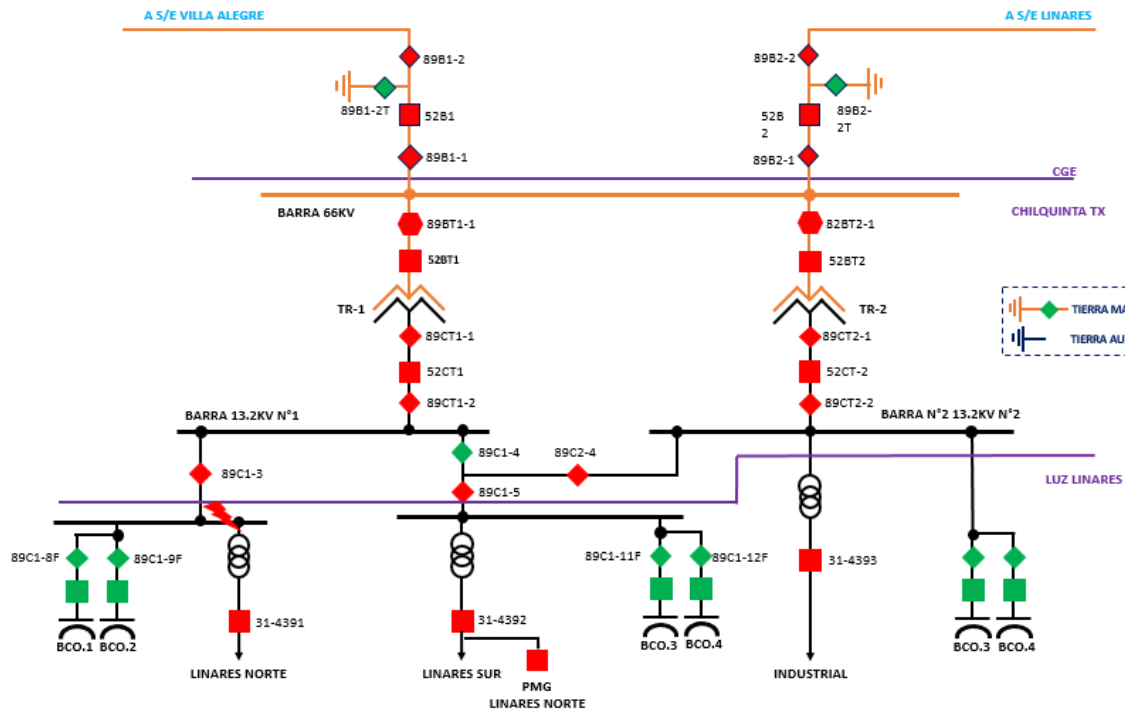 A S/E VILLA ALEGRE
A S/E LINARES
89B1-2
89B2-2
89B1-2T
52B1
52B
2
89B2-
2T
89B1-1
89B2-1
CGE
BARRA 66KV
CHILQUINTA TX
89BT1-1
82BT2-1
52BT1
52BT2
TR-1
TR-2
TIERRA MA
TIERRA AU
89CT1-1
89CT2-1
52CT1
52CT-2
89CT1-2
89CT2-2
BARRA 13.2KV N°1
BARRA N°2 13.2KV N°2
89C1-4
89C2-4
89C1-3
89C1-5
LUZ LINARES
89C1-8F
89C1-9F
89C1-11F
89C1-12F
31-4393
31-4391
31-4392
BCO.1
BCO.2
BCO.3
BCO.4
BCO.3
BCO.4
LINARES NORTE
LINARES SUR
INDUSTRIAL
PMG
LINARES NORTE